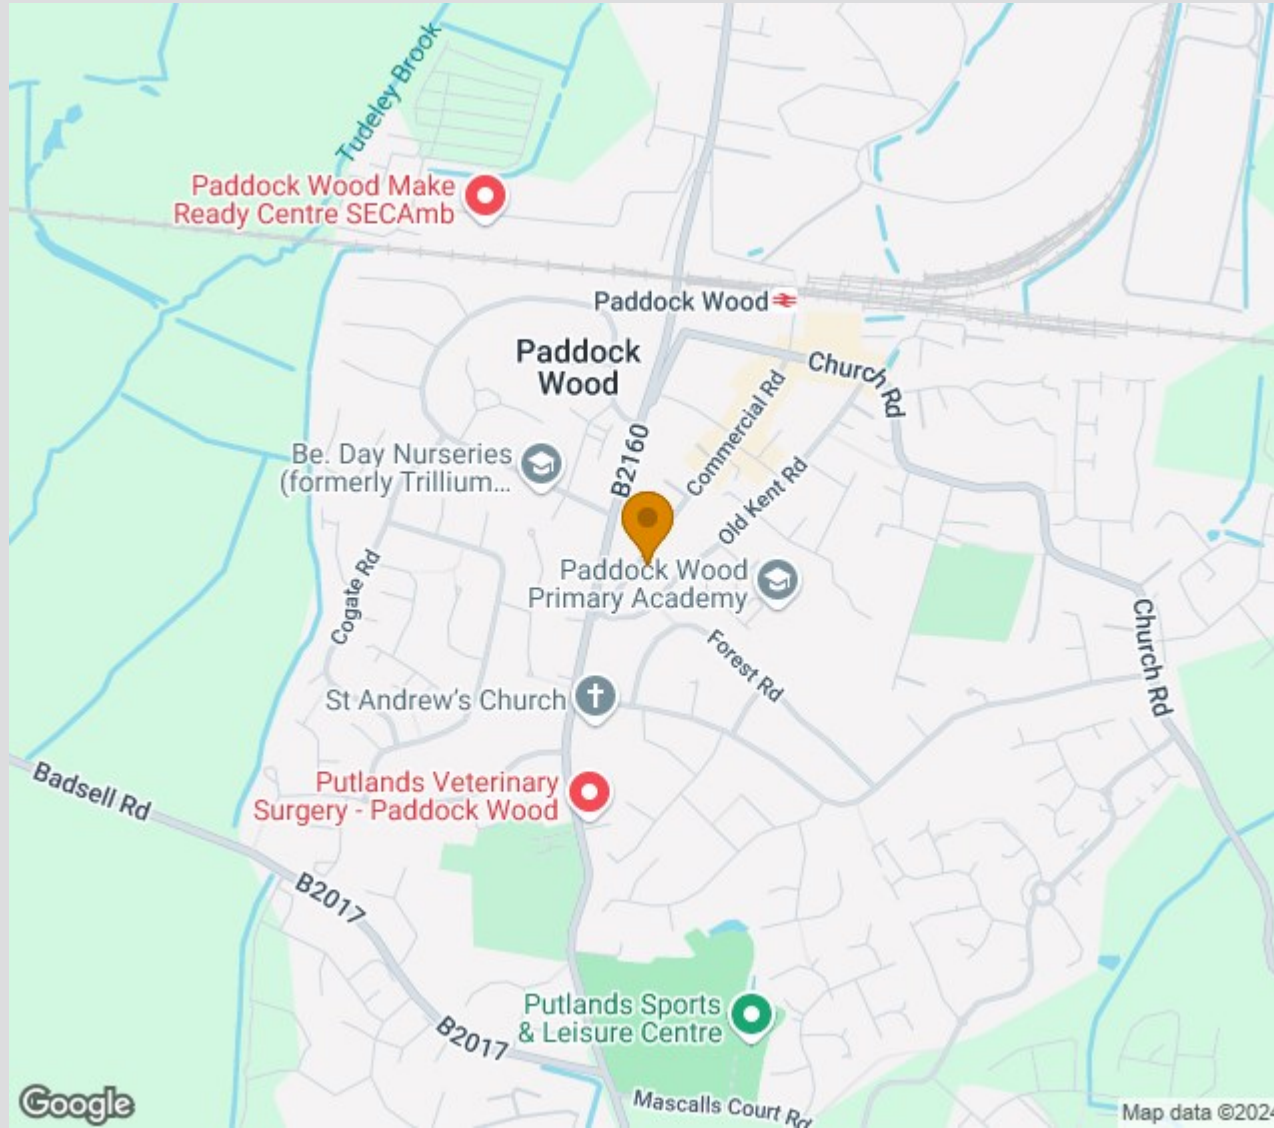 Tudeley Brook
Paddock Wood Make
Ready Centre SECAmb
Paddock Wood
Paddock
Wood
Church Rd
Commercial Rd
B2160
Be. Day Nurseries
(formerly Trillium...
Old Kent Rd
Cogate Rd
Paddock Wood
Primary Academy
Church Rd
Forest Rd
St Andrew's Church
Badsell Rd
Putlands Veterinary
Surgery - Paddock Wood
B2017
Putlands Sports
& Leisure Centre
B2017
Mascalls Court Rd
Google
Map data ©2024